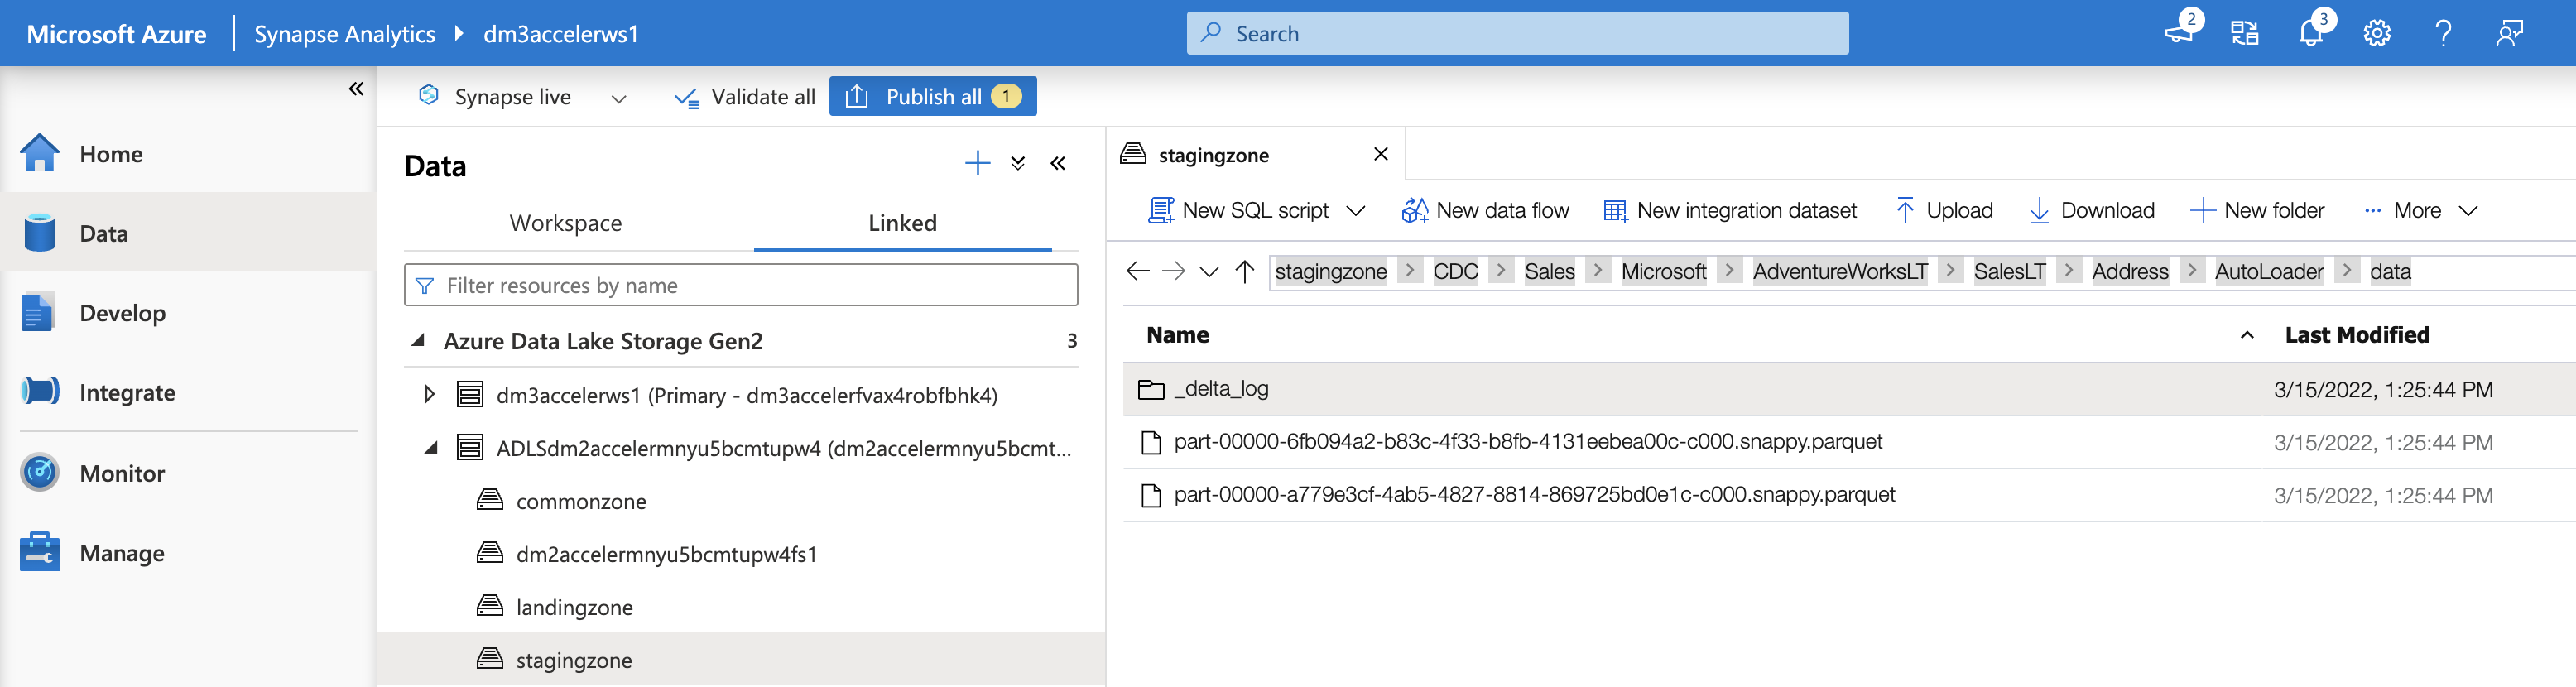 Microsoft Azure Synapse Analytics dm3accelerws1 Search 2 3
Synapse live Validate all Publish all 1
Home
Data
Develop
Integrate
Monitor
Manage
Data
Workspace Linked
Filter resources by name
Azure Data Lake Storage Gen2 3
dm3accelerws1 (Primary - dm3accelerfvax4robfbhk4)
ADLSdm2accelermnyu5bcmtupw4 (dm2accelermnyu5bcmt...
commonzone
dm2accelermnyu5bcmtupw4fs1
landingzone
stagingzone
stagingzone
New SQL script New data flow New integration dataset Upload Download New folder ... More
stagingzone > CDC > Sales > Microsoft > AdventureWorksLT > SalesLT > Address > AutoLoader > data
Name Last Modified
_delta_log 3/15/2022, 1:25:44 PM
part-00000-6fb094a2-b83c-4f33-b8fb-4131eebea00c-c000.snappy.parquet 3/15/2022, 1:25:44 PM
part-00000-a779e3cf-4ab5-4827-8814-869725bd0e1c-c000.snappy.parquet 3/15/2022, 1:25:44 PM